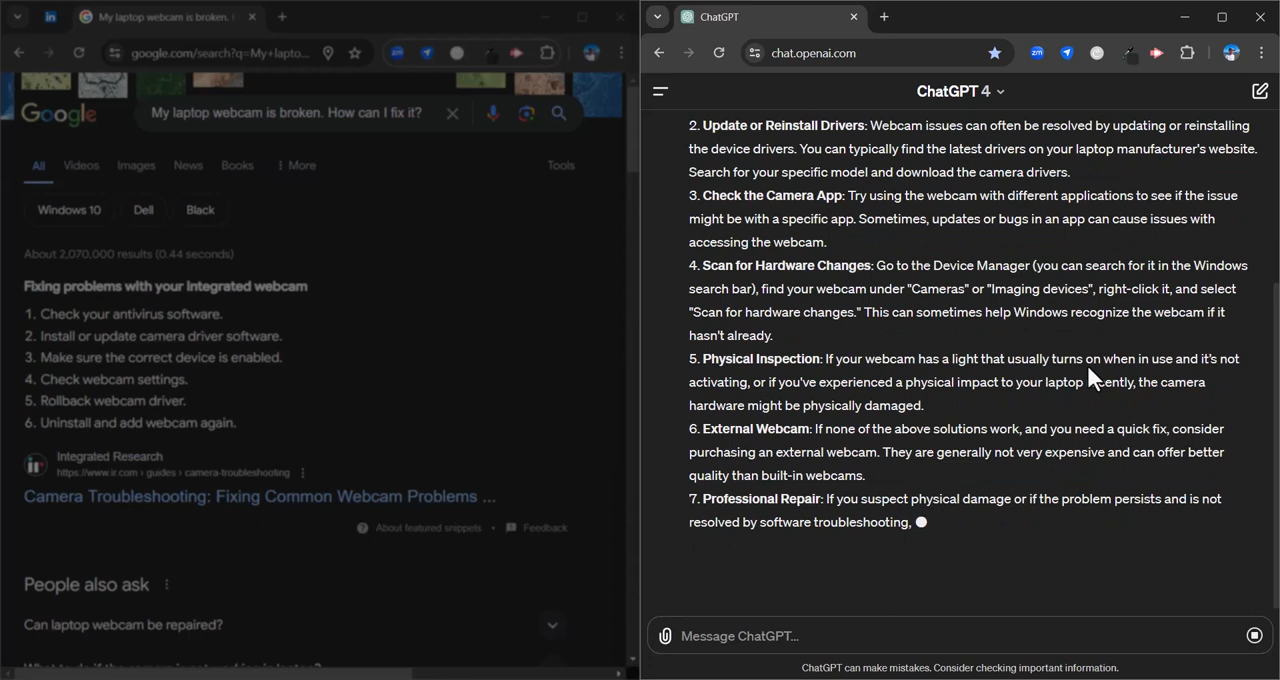 My laptop webcam is broken.
google.com/search?q=My+lapto...
Google
My laptop webcam is broken. How can I fix it?
All
Videos
Images
News
Books
More
Tools
Windows 10
Dell
Black
About 2,070,000 results (0.44 seconds)
Fixing problems with your Integrated webcam
1. Check your antivirus software.
2. Install or update camera driver software.
3. Make sure the correct device is enabled.
4. Check webcam settings.
5. Rollback webcam driver.
6. Uninstall and add webcam again.
Integrated Research
https://www.ir.com › guides › camera-troubleshooting
Camera Troubleshooting: Fixing Common Webcam Problems ...
About featured snippets
Feedback
People also ask
Can laptop webcam be repaired?
ChatGPT
chat.openai.com
ChatGPT 4
2. Update or Reinstall Drivers: Webcam issues can often be resolved by updating or reinstalling
the device drivers. You can typically find the latest drivers on your laptop manufacturer's website.
Search for your specific model and download the camera drivers.
3. Check the Camera App: Try using the webcam with different applications to see if the issue
might be with a specific app. Sometimes, updates or bugs in an app can cause issues with
accessing the webcam.
4. Scan for Hardware Changes: Go to the Device Manager (you can search for it in the Windows
search bar), find your webcam under "Cameras" or "Imaging devices", right-click it, and select
"Scan for hardware changes." This can sometimes help Windows recognize the webcam if it
hasn't already.
5. Physical Inspection: If your webcam has a light that usually turns on when in use and it's not
activating, or if you've experienced a physical impact to your laptop recently, the camera
hardware might be physically damaged.
6. External Webcam: If none of the above solutions work, and you need a quick fix, consider
purchasing an external webcam. They are generally not very expensive and can offer better
quality than built-in webcams.
7. Professional Repair: If you suspect physical damage or if the problem persists and is not
resolved by software troubleshooting,
Message ChatGPT...
ChatGPT can make mistakes. Consider checking important information.